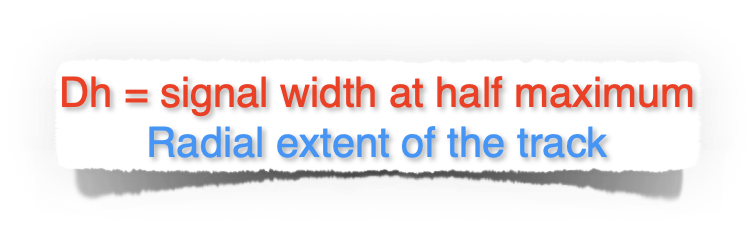 Dh = signal width at half maximum
Radial extent of the track